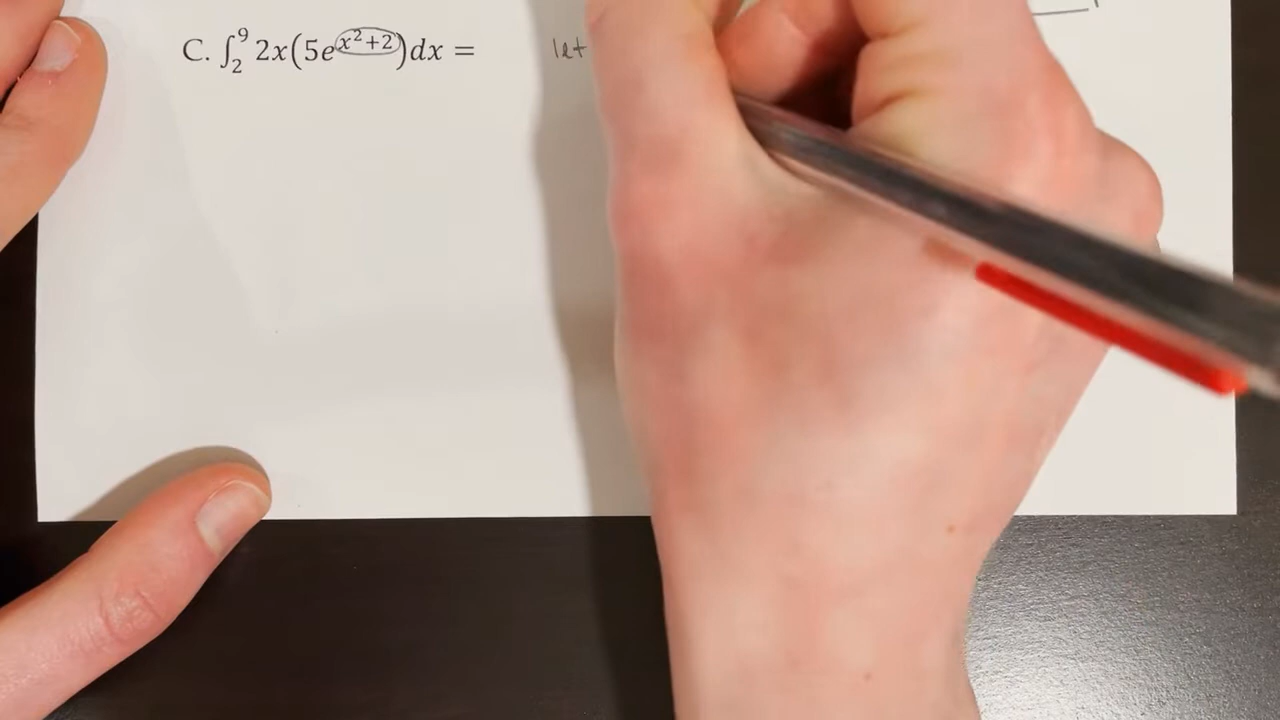 C. ∫₂⁹ 2x(5e^{x²+2})dx = let